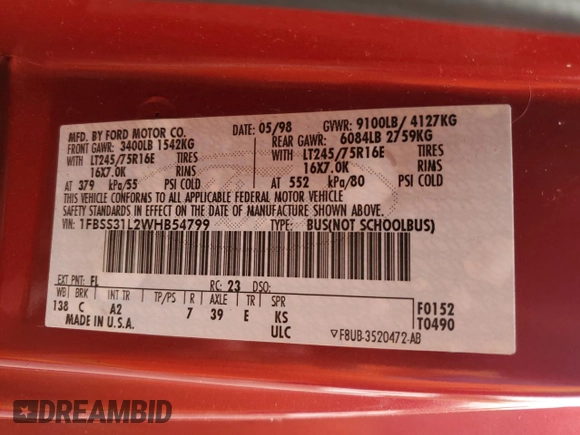 MFD. BY FORD MOTOR CO.
DATE: 05/98 GVWR: 9100LB/ 4127KG
FRONT GAWR: 3400LB 1542KG
REAR GAWR: 6084LB 2759KG
WITH LT245/75R16E TIRES
WITH LT245/75R16E TIRES
16X7.0K RIMS
16X7.0K RIMS
AT 379 kPa/55 PSI COLD
AT 552 kPa/80 PSI COLD
THIS VEHICLE CONFORMS TO ALL APPLICABLE FEDERAL MOTOR VEHICLE
SAFETY AND THEFT PREVENTION STANDARDS IN EFFECT ON THE DATE OF
MANUFACTURE SHOWN ABOVE.
VIN: 1FBSS31L2WHB54799 TYPE: BUS(NOT SCHOOLBUS)
EXT PNT: FL RC: 23 DSO:
WB BRK INT TR TP/PS R AXLE TR SPR
138 C A2 7 39 E KS
ULC
F0152
T0490
MADE IN U.S.A.
▽F8UB-3520472-AB
DREAMBID